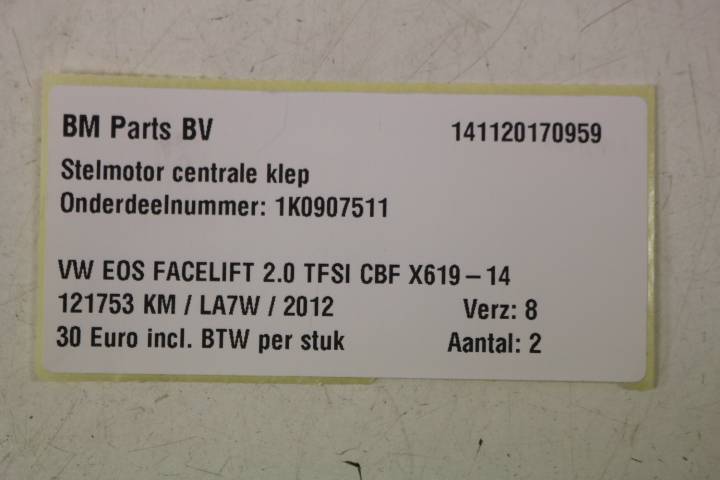 BM Parts BV 141120170959
Stelmotor centrale klep
Onderdeelnummer: 1K0907511
VW EOS FACELIFT 2.0 TFSI CBF X619-14
121753 KM / LA7W / 2012 Verz: 8
30 Euro incl. BTW per stuk Aantal: 2